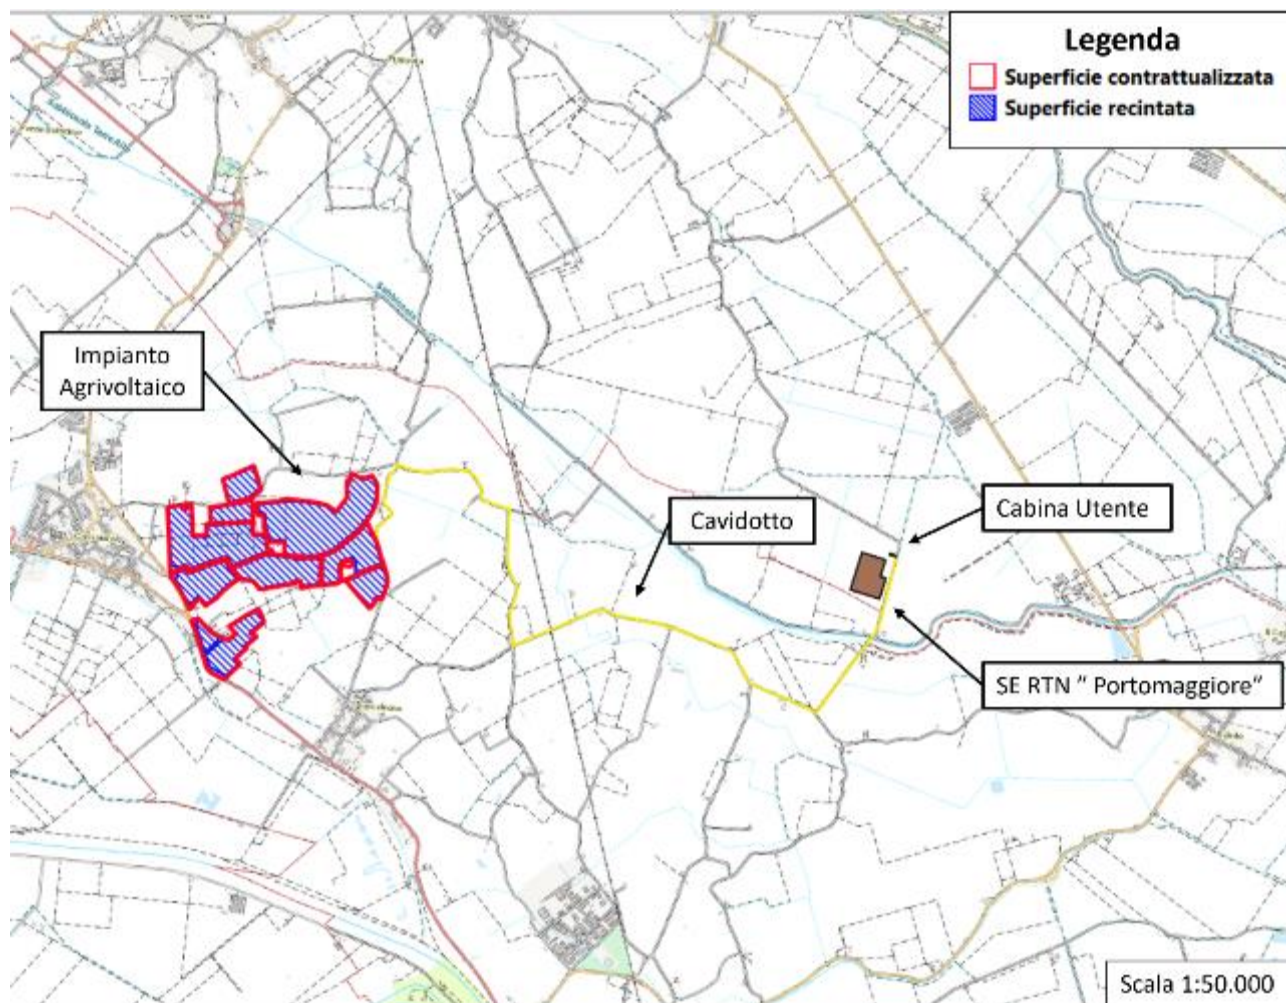 Legenda
Superficie contrattualizzata
Superficie recintata
Impianto
Agrivoltaico
Cavidotto
Cabina Utente
SE RTN " Portomaggiore"
Scala 1:50.000